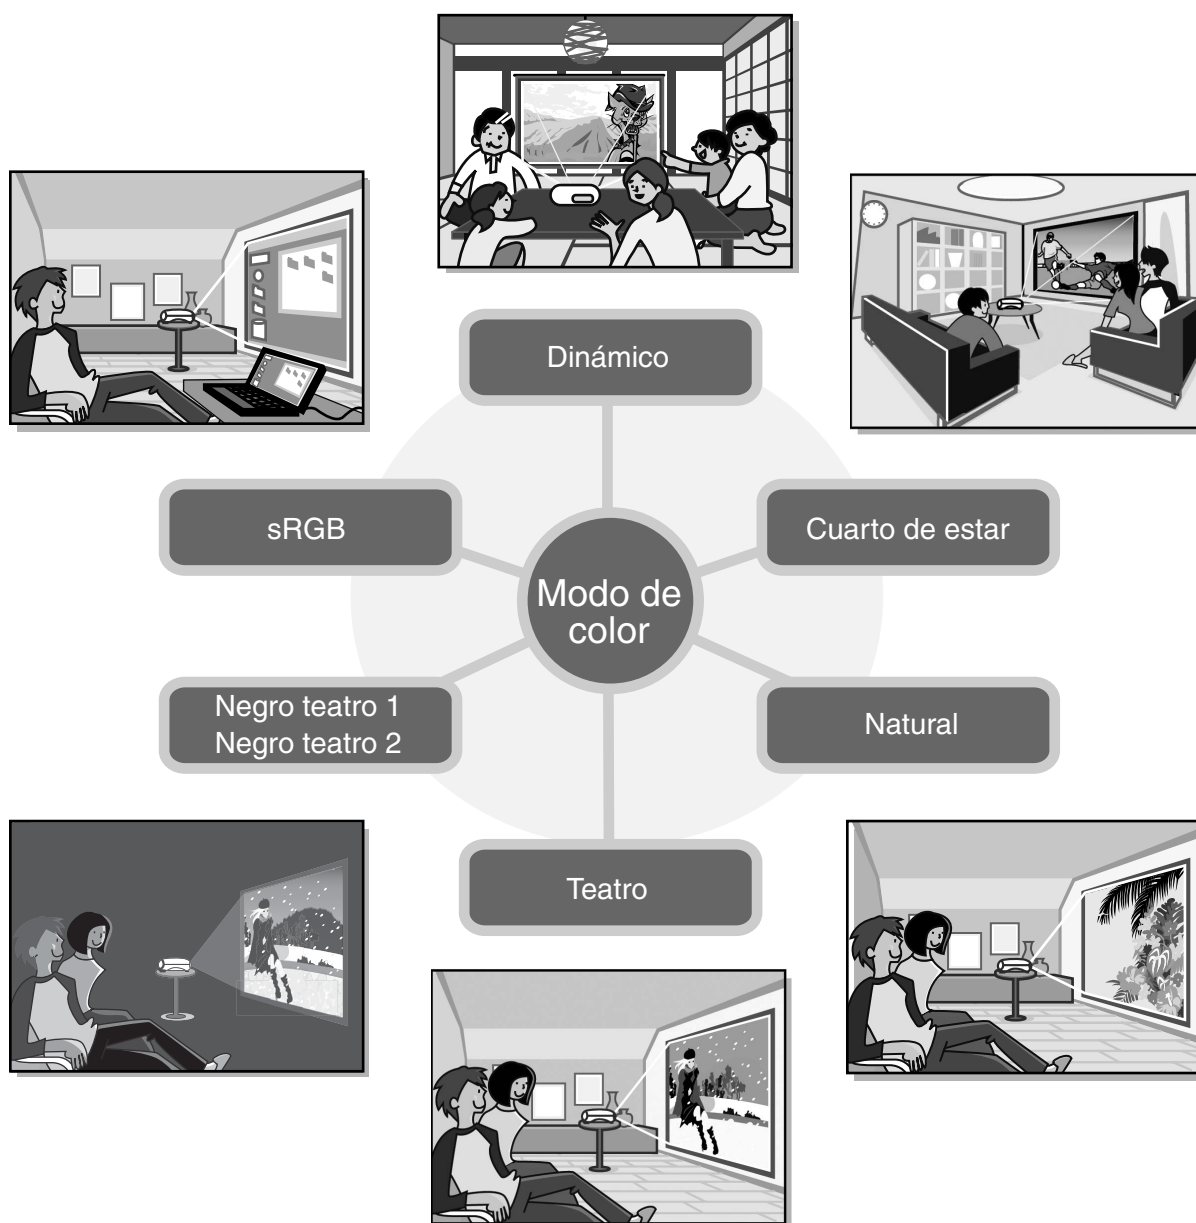 Dinámico
sRGB
Cuarto de estar
Modo de
color
Negro teatro 1
Negro teatro 2
Natural
Teatro